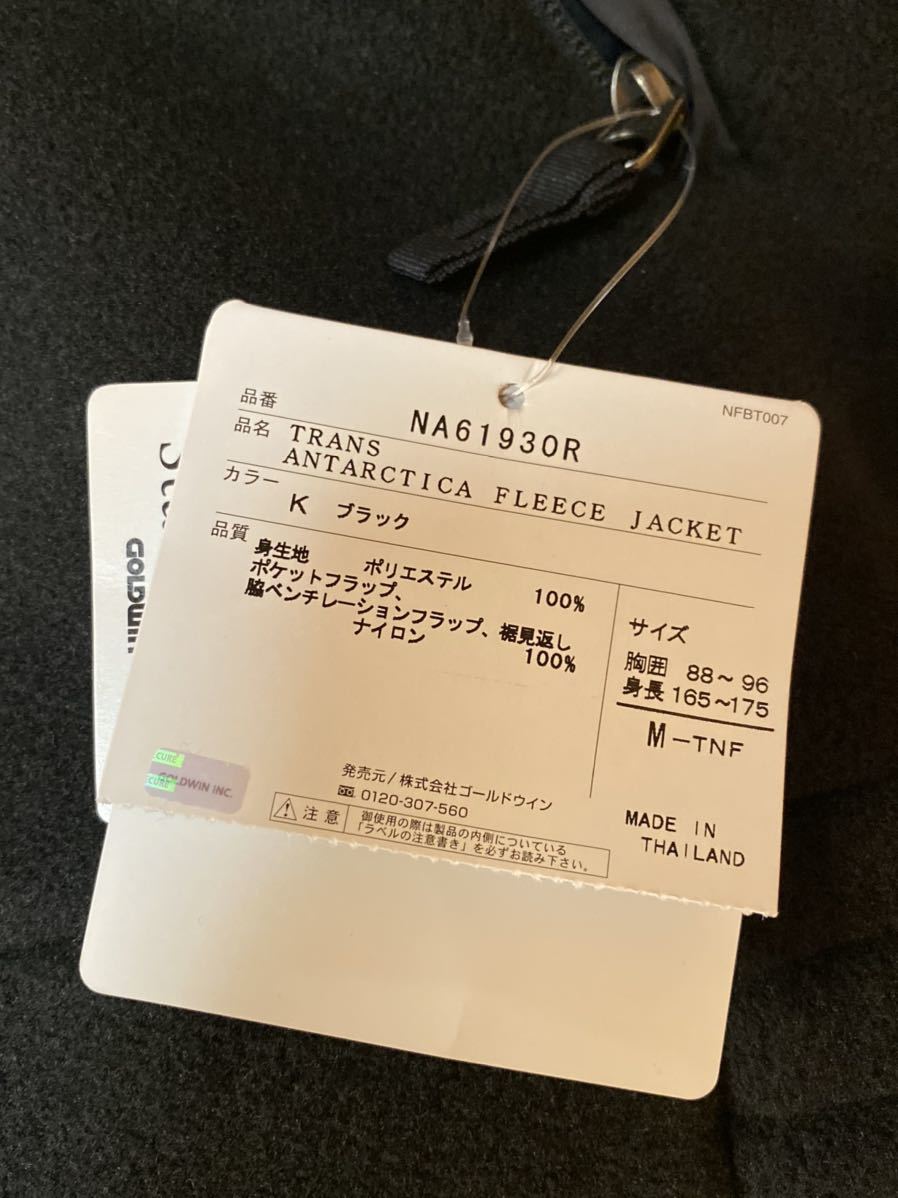 NFBT007
品番 NA61930R
品名 TRANS
ANTARCTICA FLEECE JACKET
カラー K ブラック
品質
身生地 ポリエステル 100%
ポケットフラップ、
脇ベンチレーションフラップ、裾見返し
ナイロン 100%
サイズ
胸囲 88～96
身長 165～175
M-TNF
発売元/株式会社ゴールドウイン
0120-307-560
注意
御使用の際は製品の内側についている
「ラベルの注意書き」を必ずお読み下さい。
MADE IN
THAILAND
CURE
CURE
GOLDWIN INC.
GOLDWIN